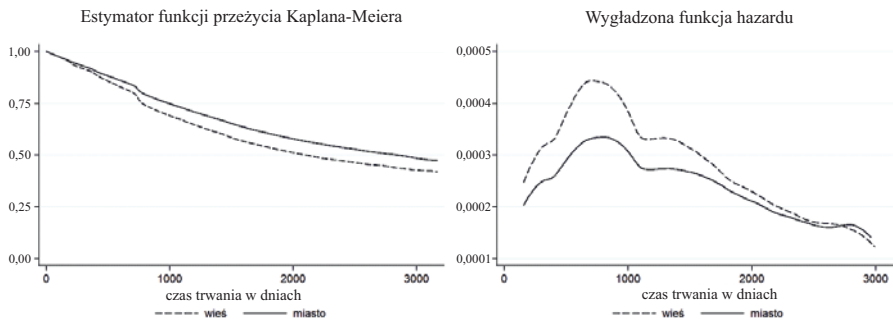 Estymator funkcji przeżycia Kaplana-Meiera
1,00
0,75
0,50
0,25
0,00
0
1000
2000
3000
czas trwania w dniach
wieś
miasto
Wygładzona funkcja hazardu
0,0005
0,0004
0,0003
0,0002
0,0001
0
1000
2000
3000
czas trwania w dniach
wieś
miasto